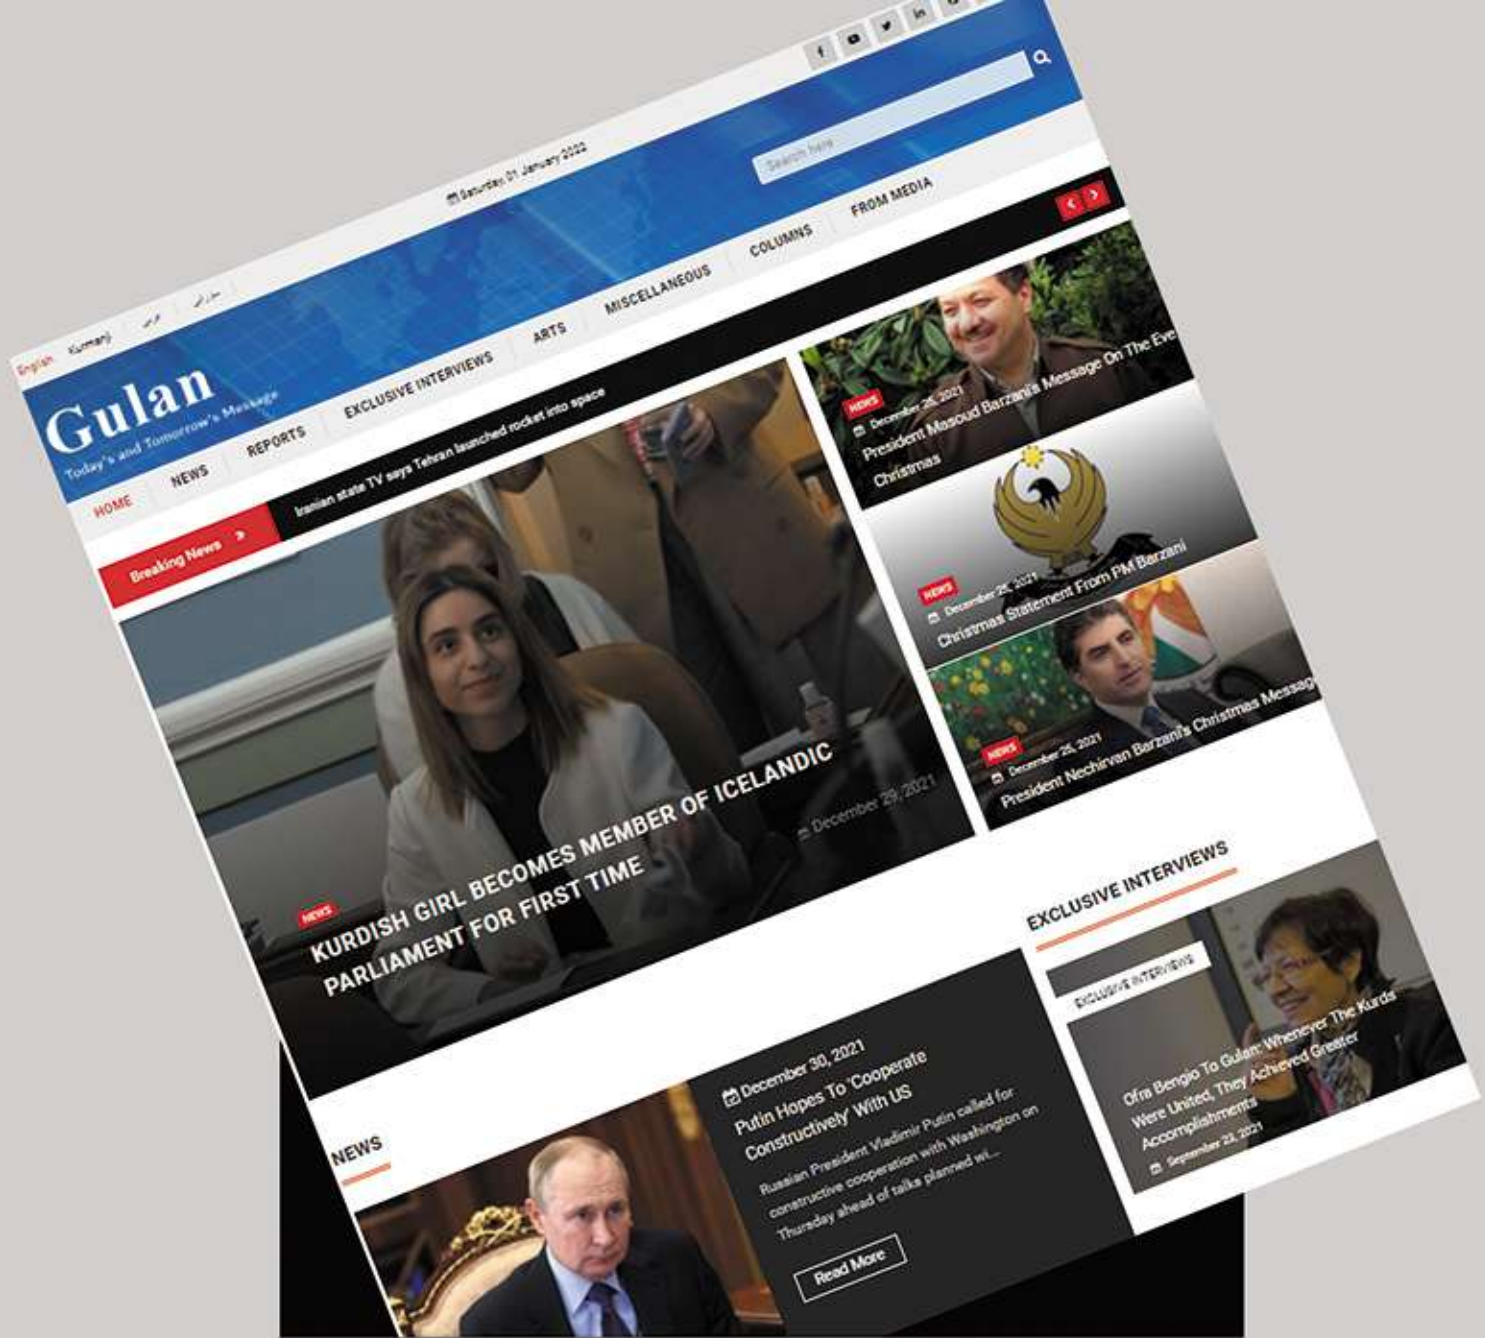 Saturday, 01 January 2022
English Kurmanji عربى سۆرانی
Search here
Gulan
Today's and Tomorrow's Message
HOME NEWS REPORTS EXCLUSIVE INTERVIEWS ARTS MISCELLANEOUS COLUMNS FROM MEDIA
Breaking News » Iranian state TV says Tehran launched rocket into space
NEWS
KURDISH GIRL BECOMES MEMBER OF ICELANDIC
PARLIAMENT FOR FIRST TIME
December 29, 2021
NEWS
December 25, 2021
President Masoud Barzani's Message On The Eve
Christmas
NEWS
December 25, 2021
Christmas Statement From PM Barzani
NEWS
December 25, 2021
President Nechirvan Barzani's Christmas Messag
NEWS
December 30, 2021
Putin Hopes To 'Cooperate
Constructively' With US
Russian President Vladimir Putin called for
constructive cooperation with Washington on
Thursday ahead of talks planned wi...
Read More
EXCLUSIVE INTERVIEWS
EXCLUSIVE INTERVIEWS
Ofra Bengio To Gulan: Whenever The Kurds
Were United, They Achieved Greater
Accomplishments
September 22, 2021